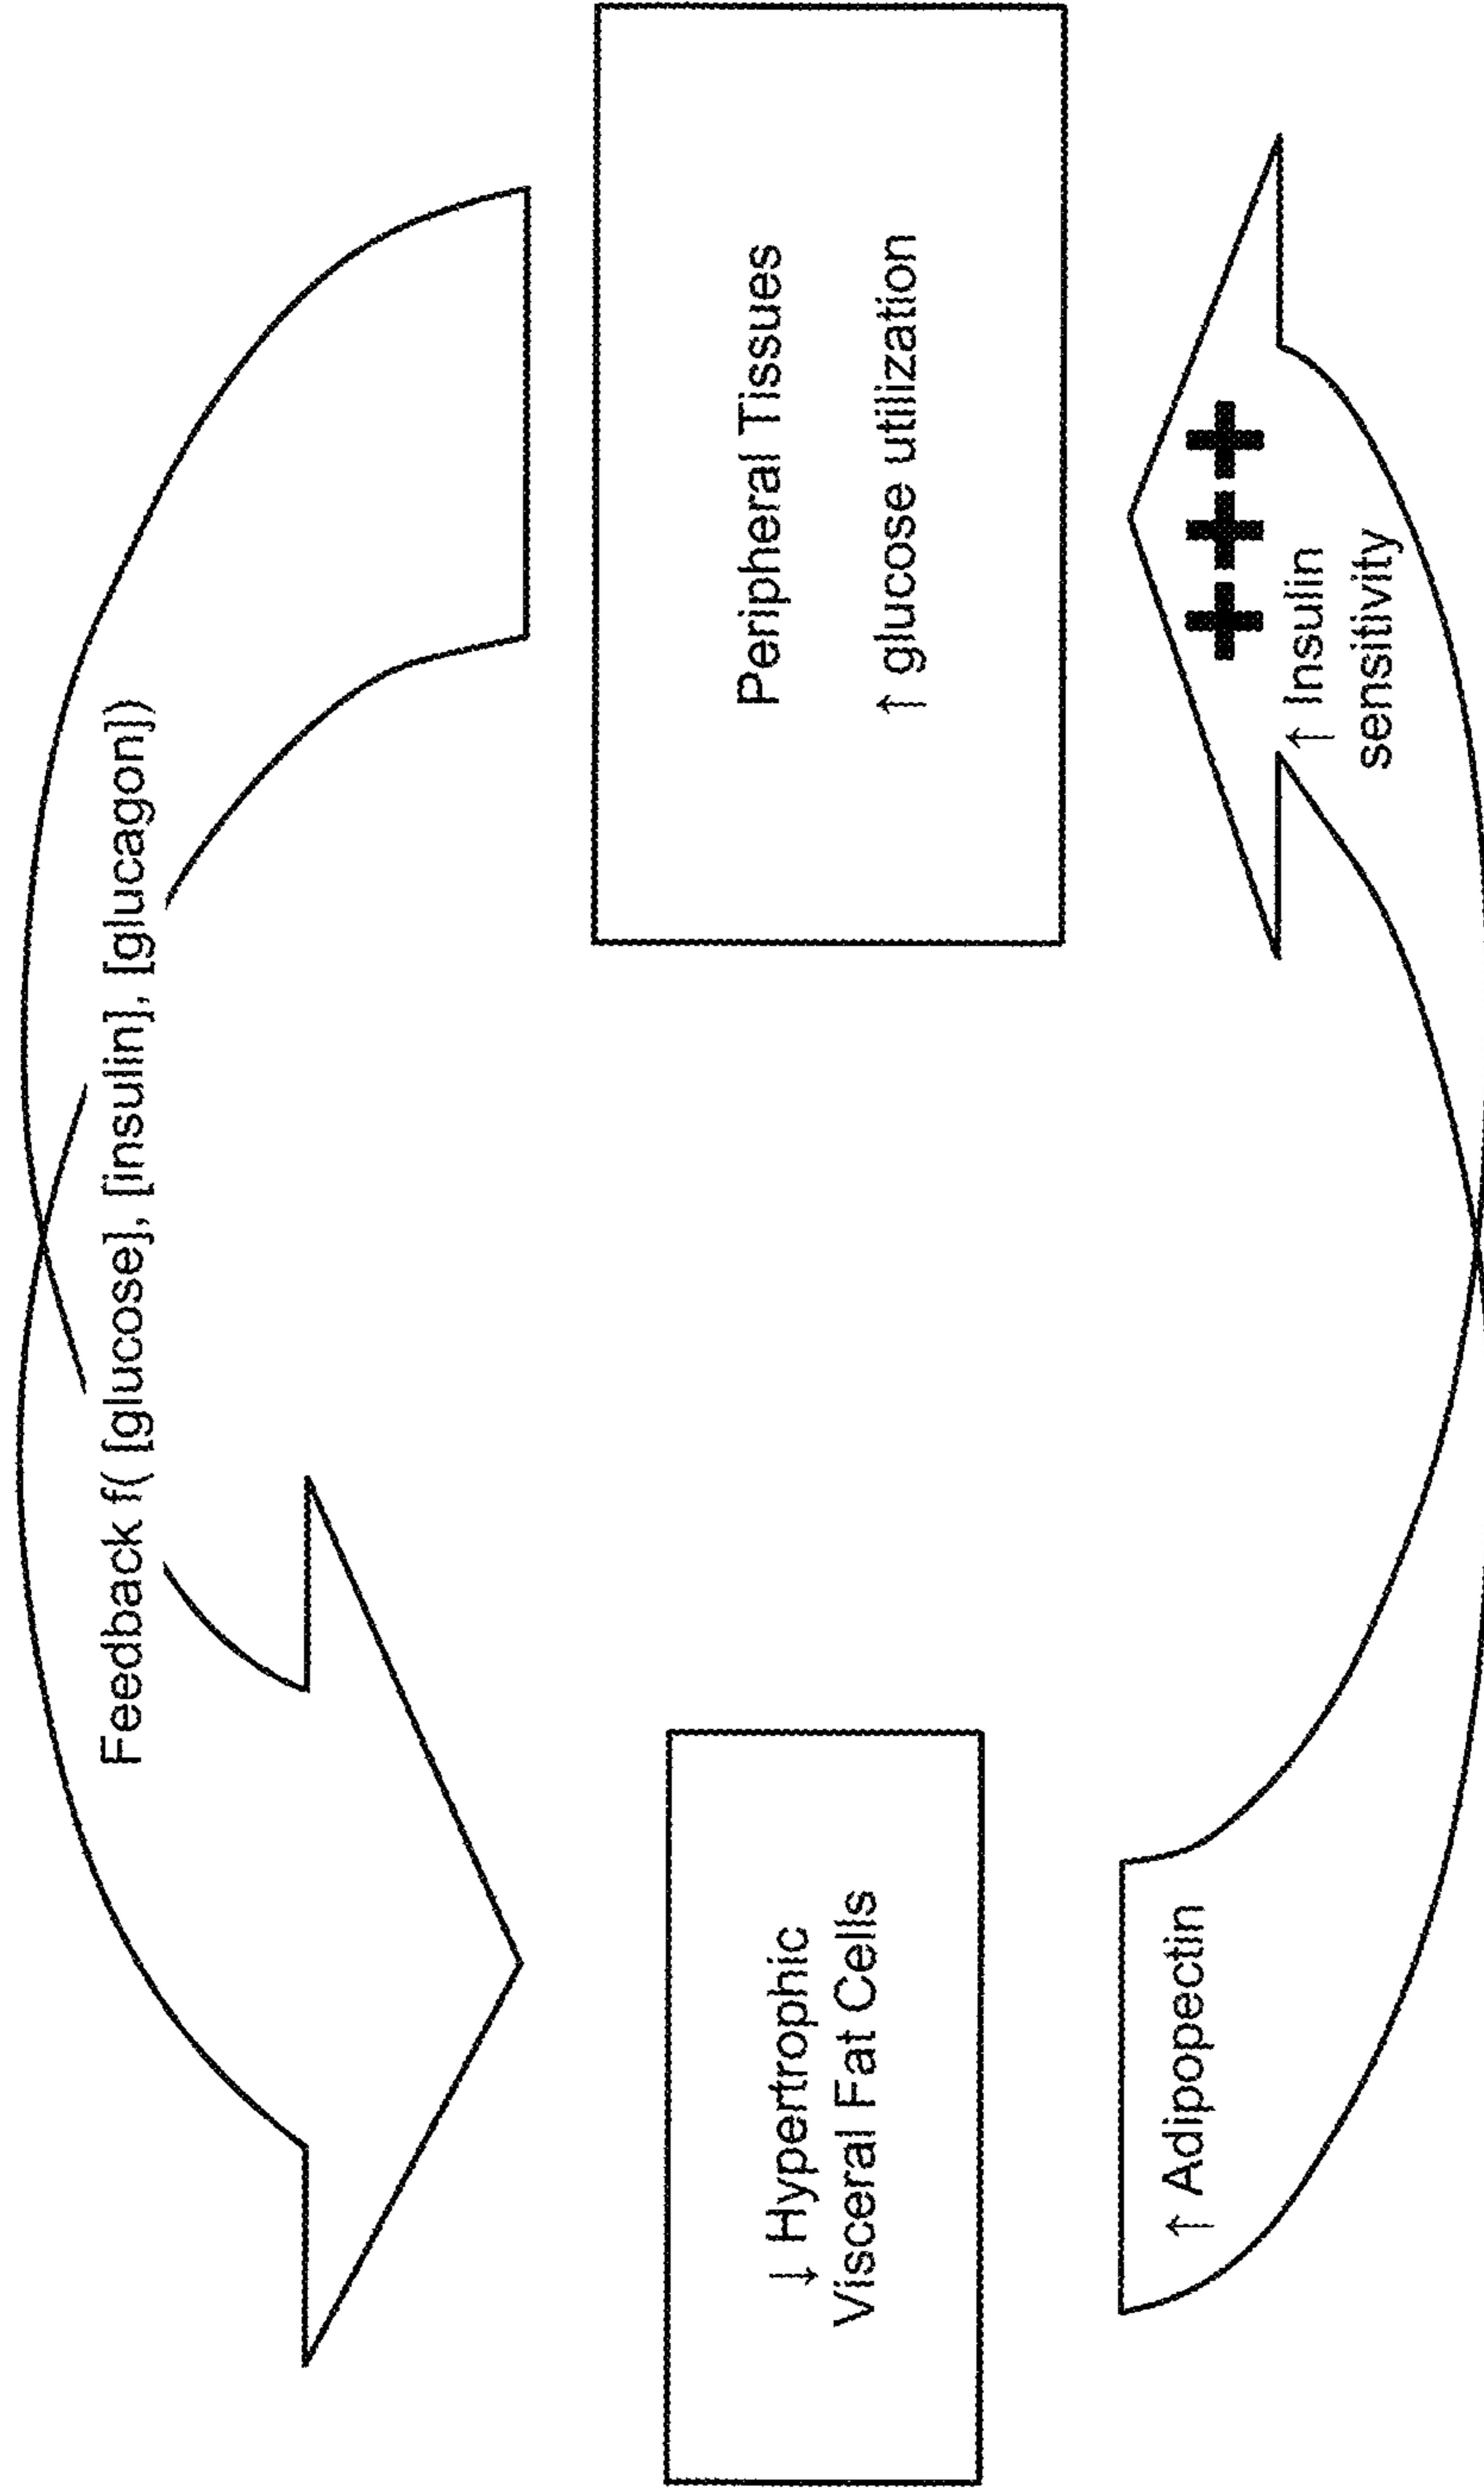 Feedback f( [glucose], [insulin], [glucagon])
↓ Hypertrophic
Visceral Fat Cells
Peripheral Tissues
↑ glucose utilization
↑ Adipopectin
+++
↑ Insulin
sensitivity